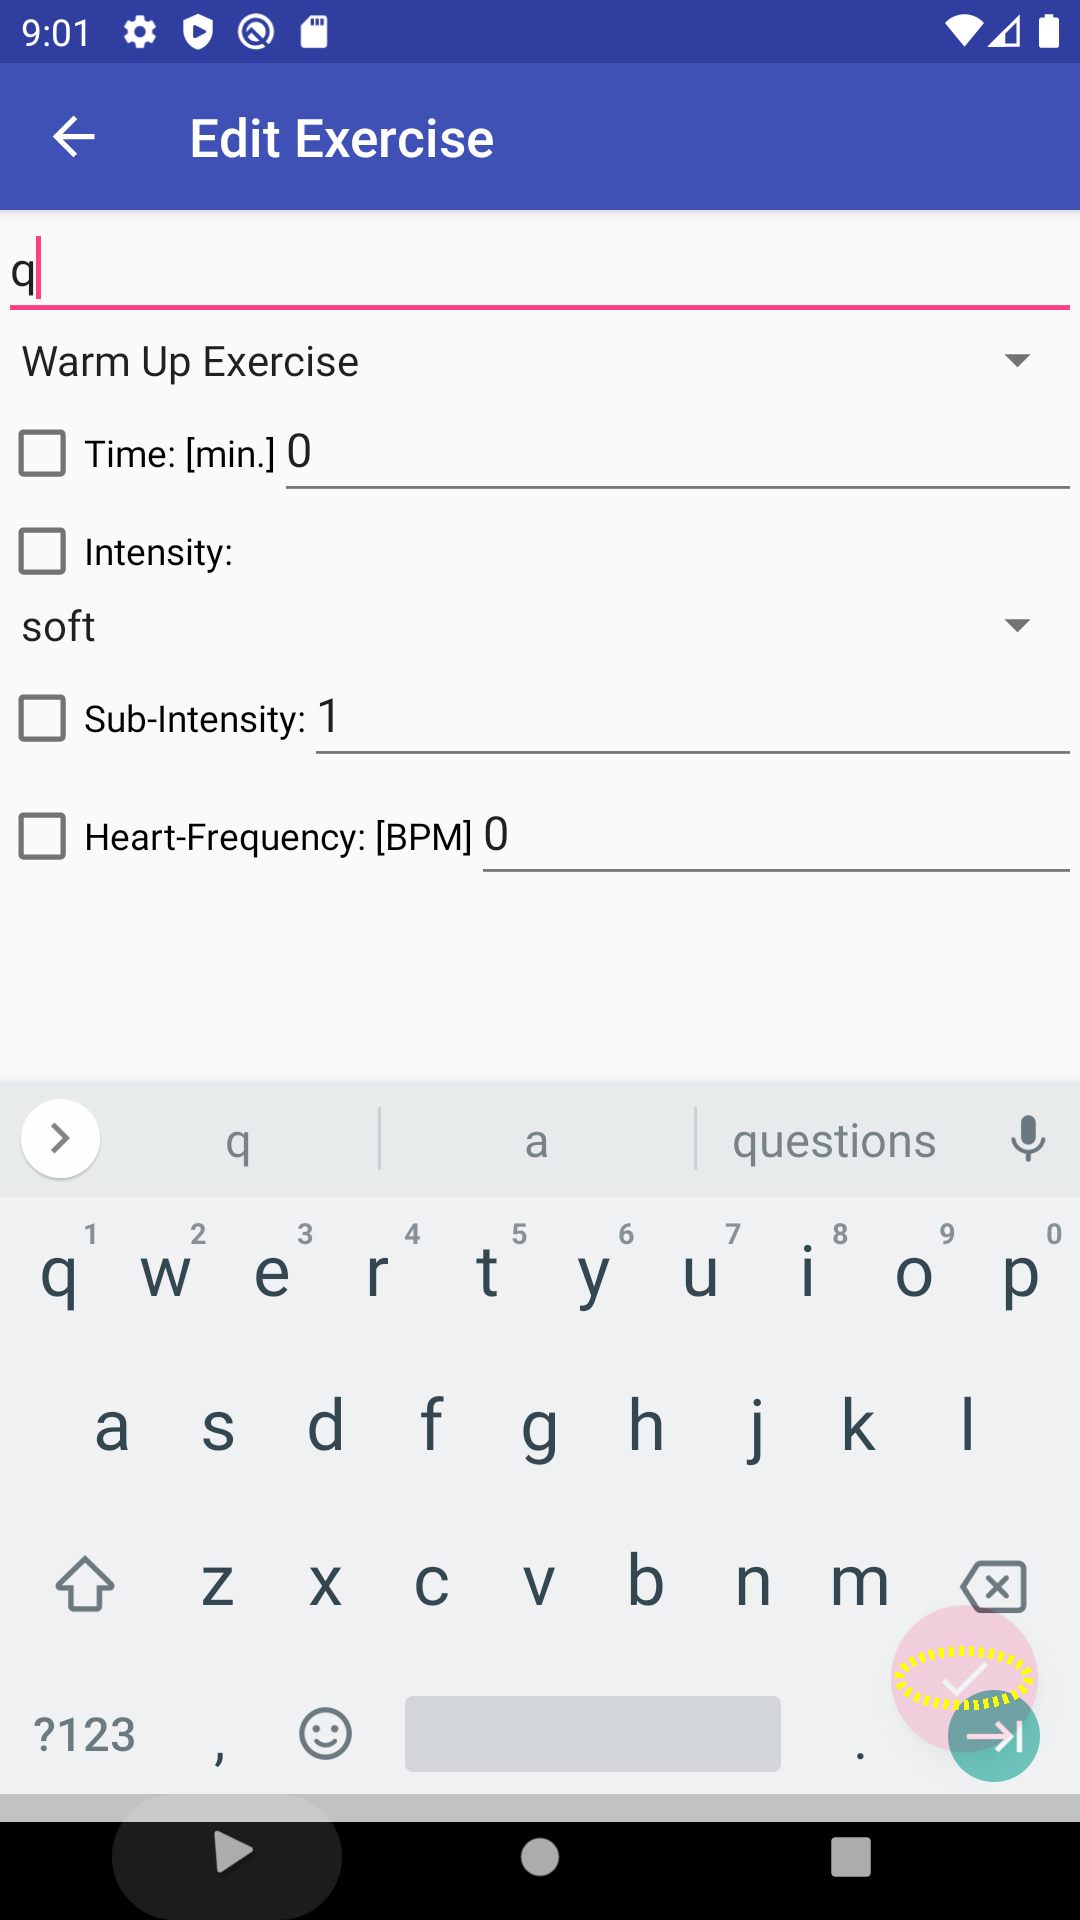 9:01
Edit Exercise
q
Warm Up Exercise
Time: [min.] 0
Intensity:
soft
Sub-Intensity: 1
Heart-Frequency: [BPM] 0
q a questions
1 2 3 4 5 6 7 8 9 0
q w e r t y u i o p
a s d f g h j k l
z x c v b n m
?123 , .